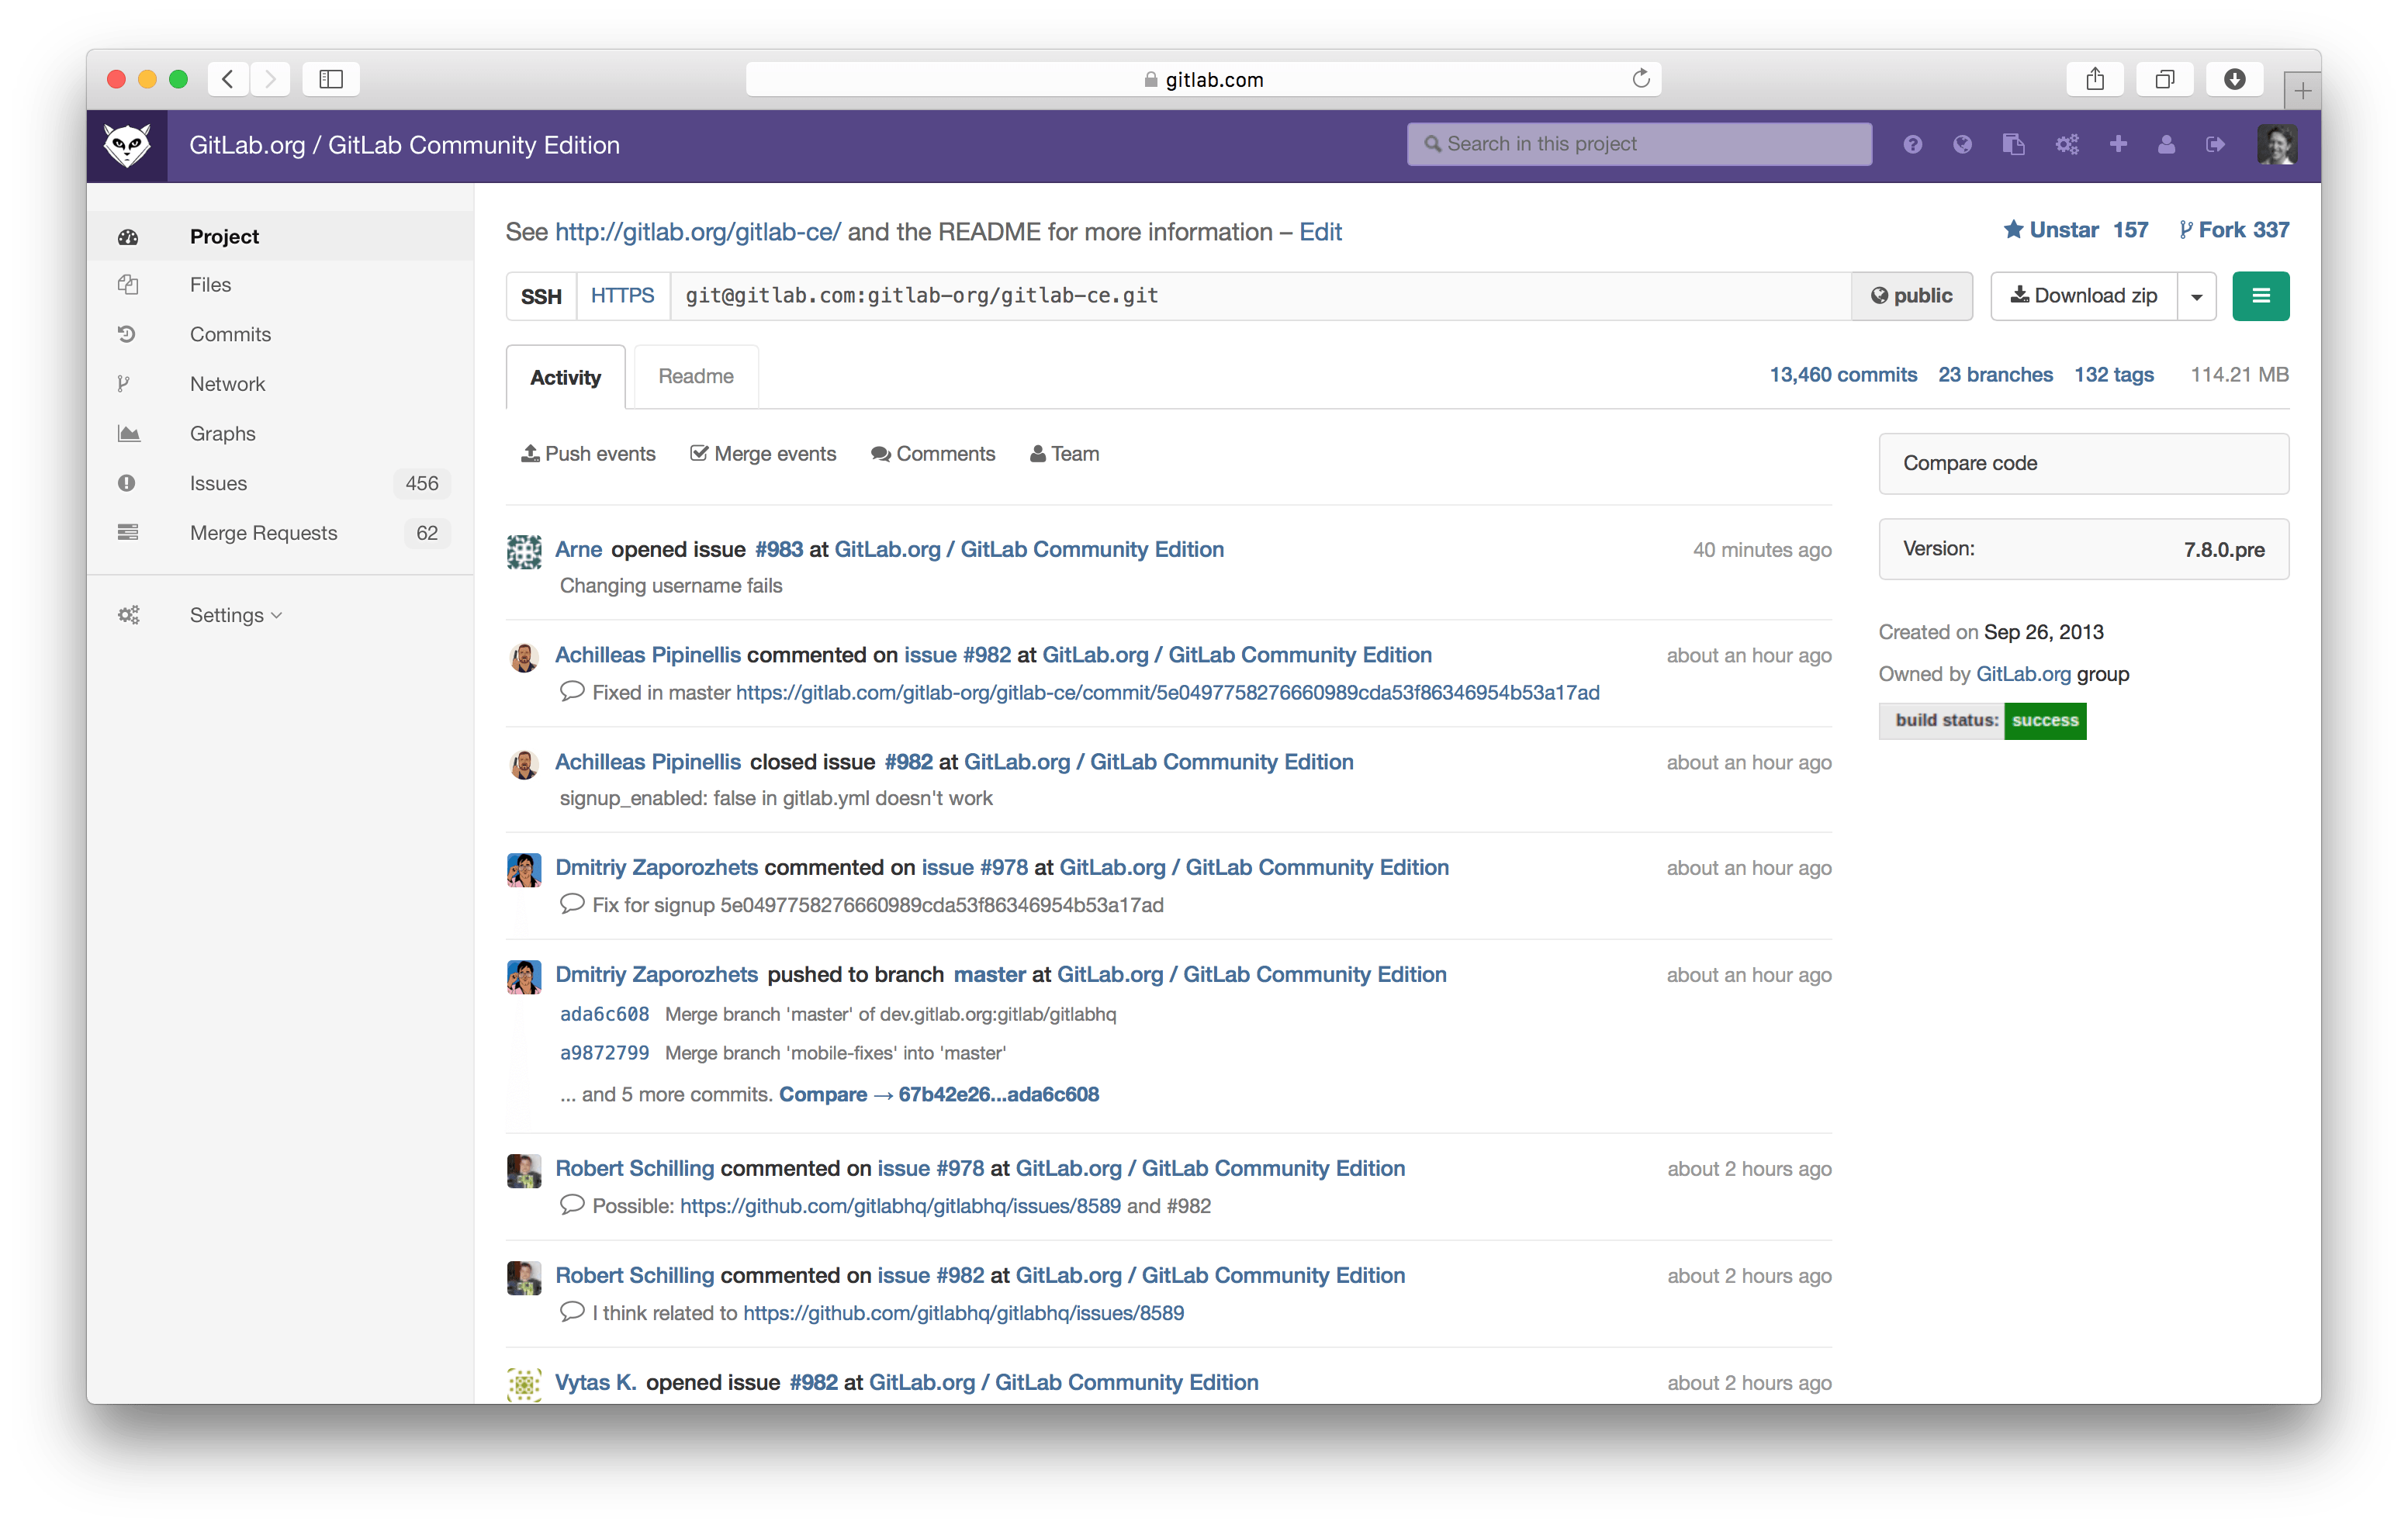 gitlab.com
GitLab.org / GitLab Community Edition
Search in this project
Project
Files
Commits
Network
Graphs
Issues 456
Merge Requests 62
Settings
See http://gitlab.org/gitlab-ce/ and the README for more information – Edit
Unstar 157 Fork 337
SSH HTTPS git@gitlab.com:gitlab-org/gitlab-ce.git public Download zip
Activity Readme
13,460 commits 23 branches 132 tags 114.21 MB
Push events Merge events Comments Team
Arne opened issue #983 at GitLab.org / GitLab Community Edition 40 minutes ago
Changing username fails
Achilleas Pipinellis commented on issue #982 at GitLab.org / GitLab Community Edition about an hour ago
Fixed in master https://gitlab.com/gitlab-org/gitlab-ce/commit/5e0497758276660989cda53f86346954b53a17ad
Achilleas Pipinellis closed issue #982 at GitLab.org / GitLab Community Edition about an hour ago
signup_enabled: false in gitlab.yml doesn't work
Dmitriy Zaporozhets commented on issue #978 at GitLab.org / GitLab Community Edition about an hour ago
Fix for signup 5e0497758276660989cda53f86346954b53a17ad
Dmitriy Zaporozhets pushed to branch master at GitLab.org / GitLab Community Edition about an hour ago
ada6c608 Merge branch 'master' of dev.gitlab.org:gitlab/gitlabhq
a9872799 Merge branch 'mobile-fixes' into 'master'
... and 5 more commits. Compare → 67b42e26...ada6c608
Robert Schilling commented on issue #978 at GitLab.org / GitLab Community Edition about 2 hours ago
Possible: https://github.com/gitlabhq/gitlabhq/issues/8589 and #982
Robert Schilling commented on issue #982 at GitLab.org / GitLab Community Edition about 2 hours ago
I think related to https://github.com/gitlabhq/gitlabhq/issues/8589
Vytas K. opened issue #982 at GitLab.org / GitLab Community Edition about 2 hours ago
Compare code
Version: 7.8.0.pre
Created on Sep 26, 2013
Owned by GitLab.org group
build status: success